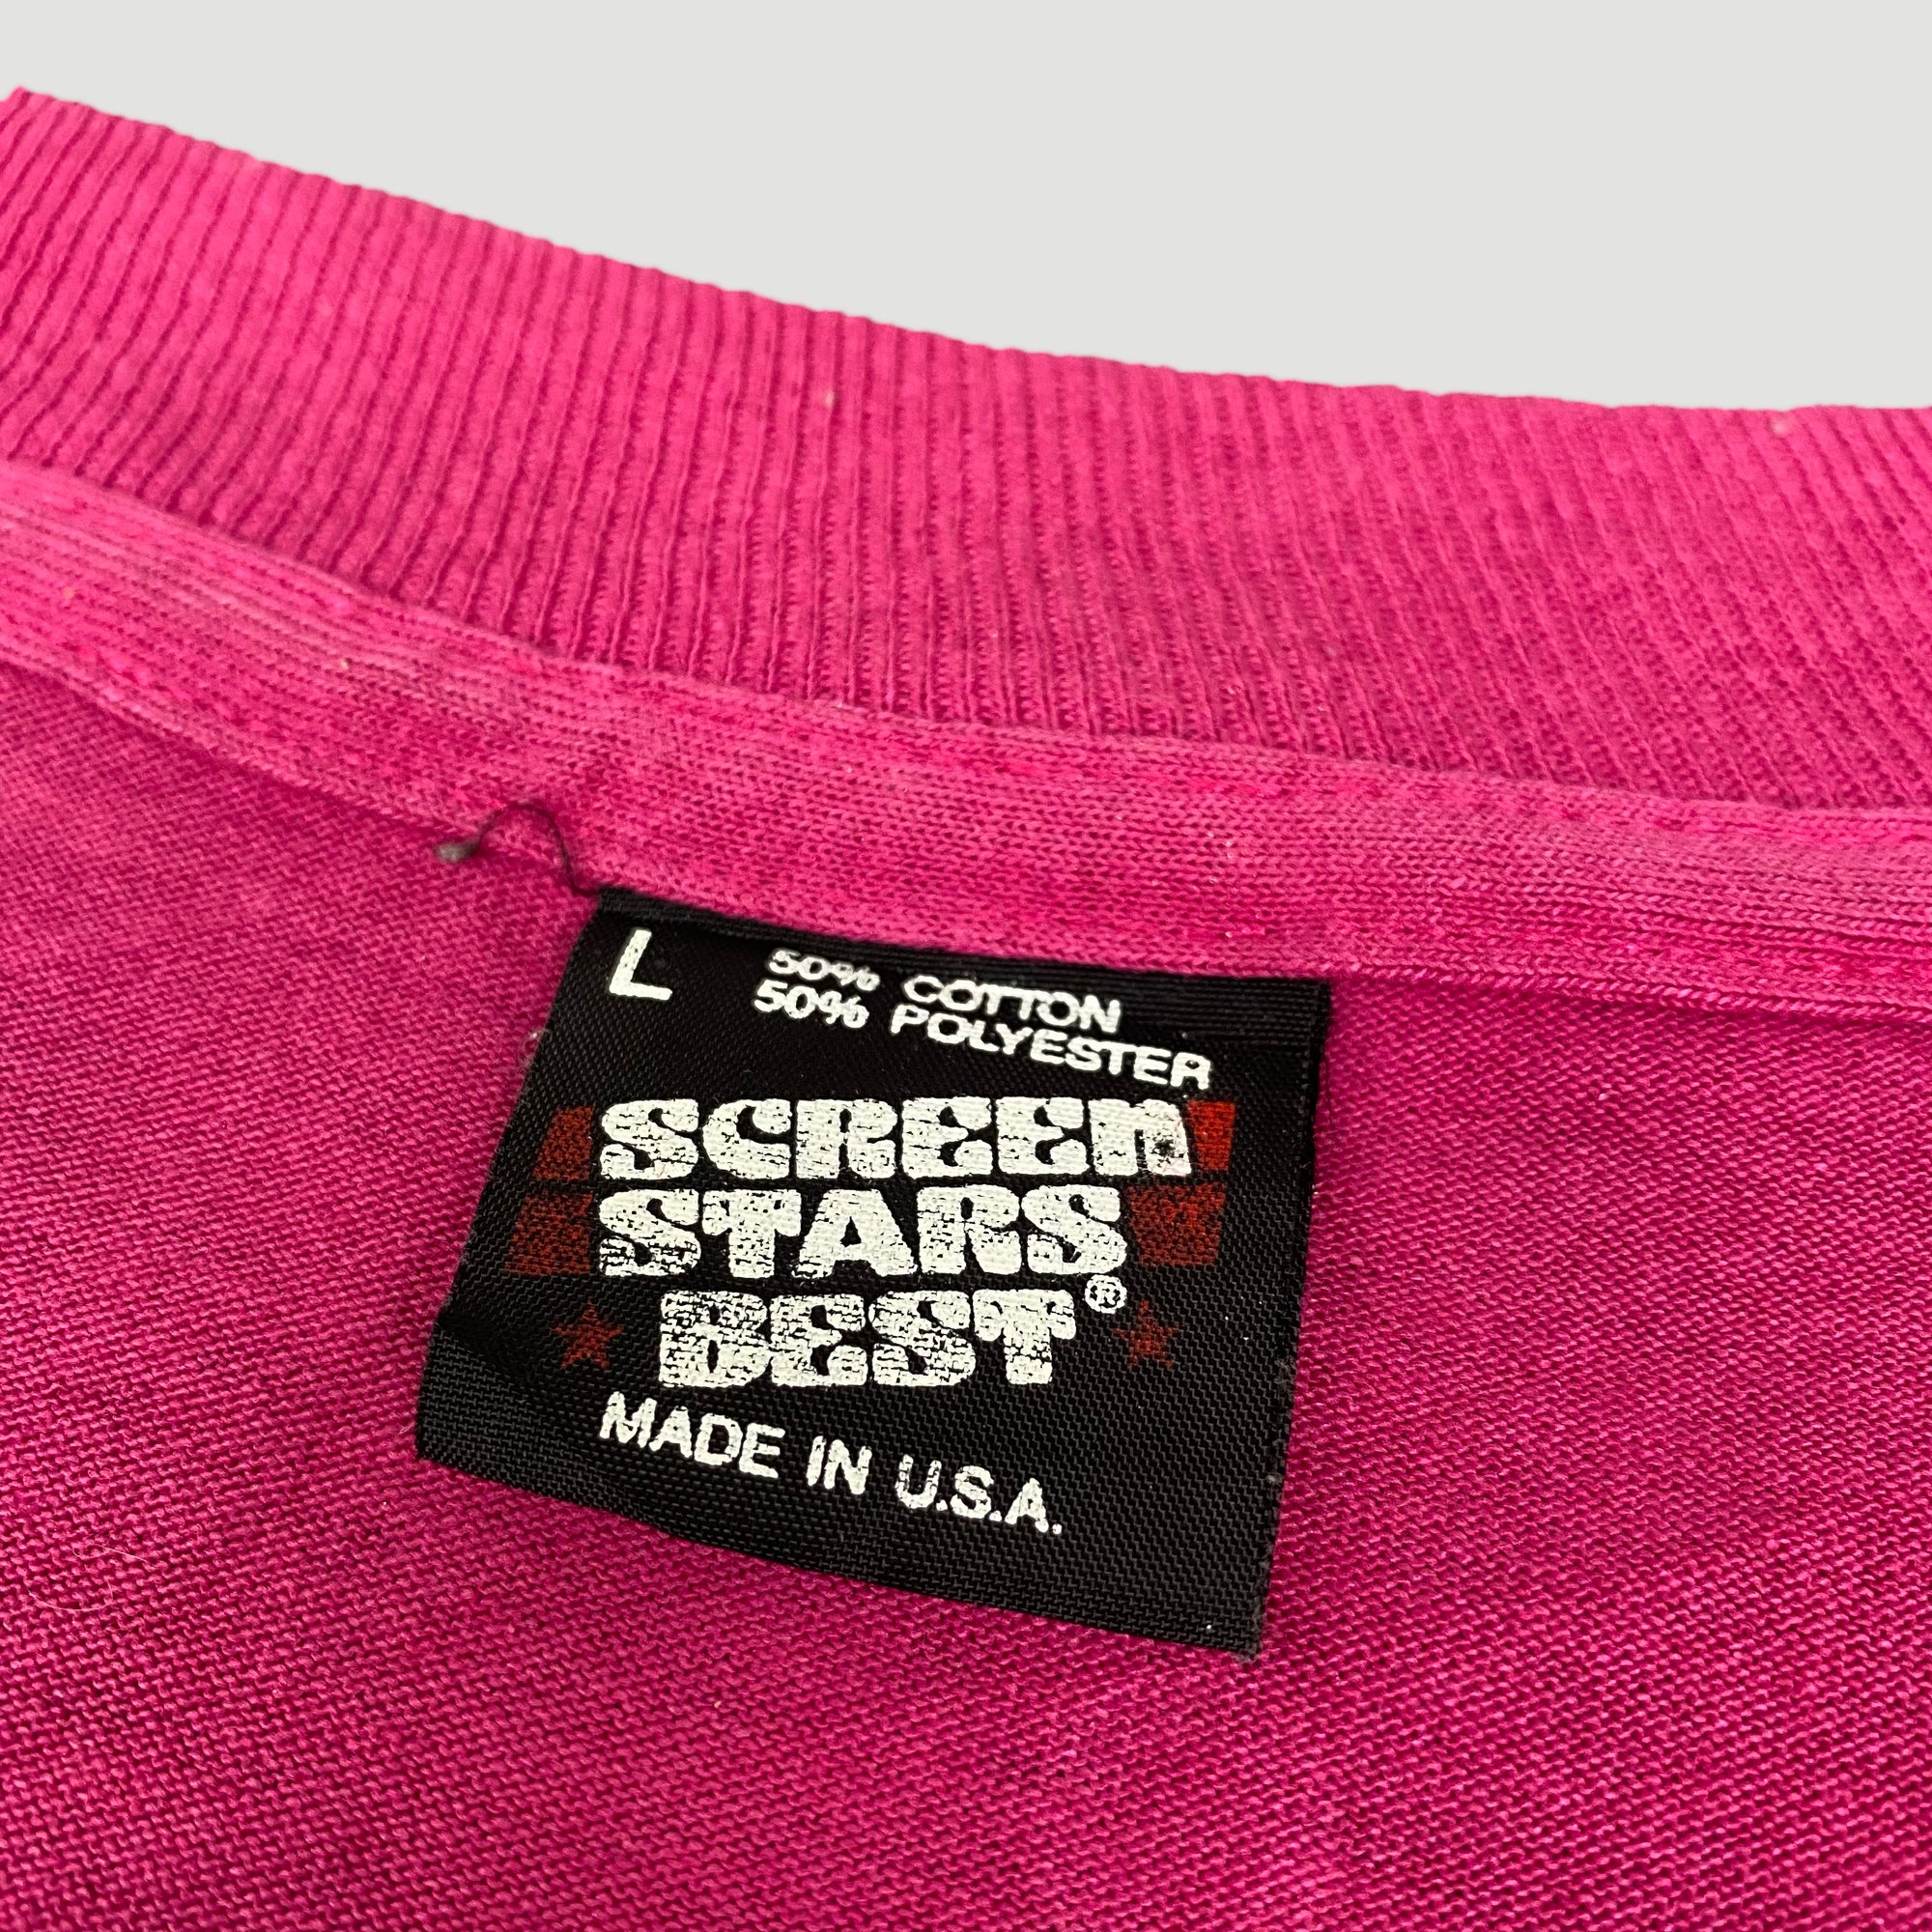 L 50% COTTON
50% POLYESTER
SCREEN
STARS
BEST®
MADE IN U.S.A.